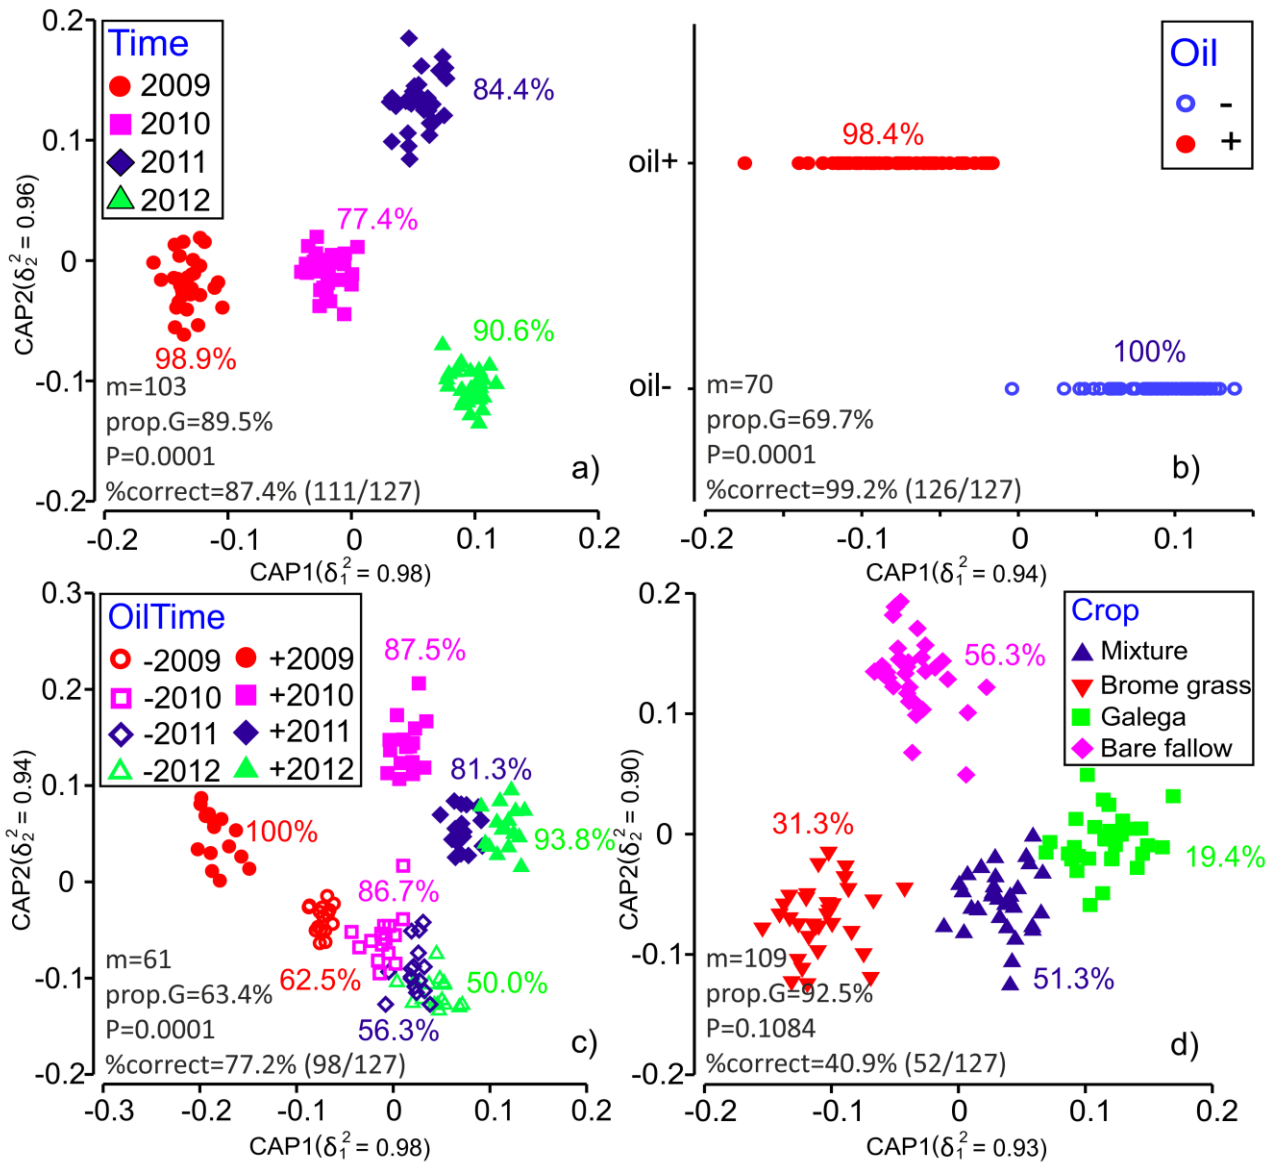 0.2
0.1
0
-0.1
-0.2
CAP2(δ₂² = 0.96)
Time
2009
2010
2011
2012
84.4%
77.4%
98.9%
90.6%
m=103
prop.G=89.5%
P=0.0001
%correct=87.4% (111/127)
a)
-0.2
-0.1
0
0.1
0.2
CAP1(δ₁² = 0.98)
Oil
-
+
oil+
oil-
98.4%
100%
m=70
prop.G=69.7%
P=0.0001
%correct=99.2% (126/127)
b)
-0.2
-0.1
0
0.1
CAP1(δ₁² = 0.94)
0.3
0.2
0.1
0
-0.1
-0.2
CAP2(δ₂² = 0.94)
OilTime
-2009 +2009
-2010 +2010
-2011 +2011
-2012 +2012
87.5%
81.3%
100%
93.8%
86.7%
62.5%
50.0%
56.3%
m=61
prop.G=63.4%
P=0.0001
%correct=77.2% (98/127)
c)
-0.3
-0.2
-0.1
0
0.1
0.2
CAP1(δ₁² = 0.98)
0.2
0.1
0
-0.1
-0.2
CAP2(δ₂² = 0.90)
Crop
Mixture
Brome grass
Galega
Bare fallow
56.3%
31.3%
19.4%
51.3%
m=109
prop.G=92.5%
P=0.1084
%correct=40.9% (52/127)
d)
-0.2
-0.1
0
0.1
0.2
CAP1(δ₁² = 0.93)